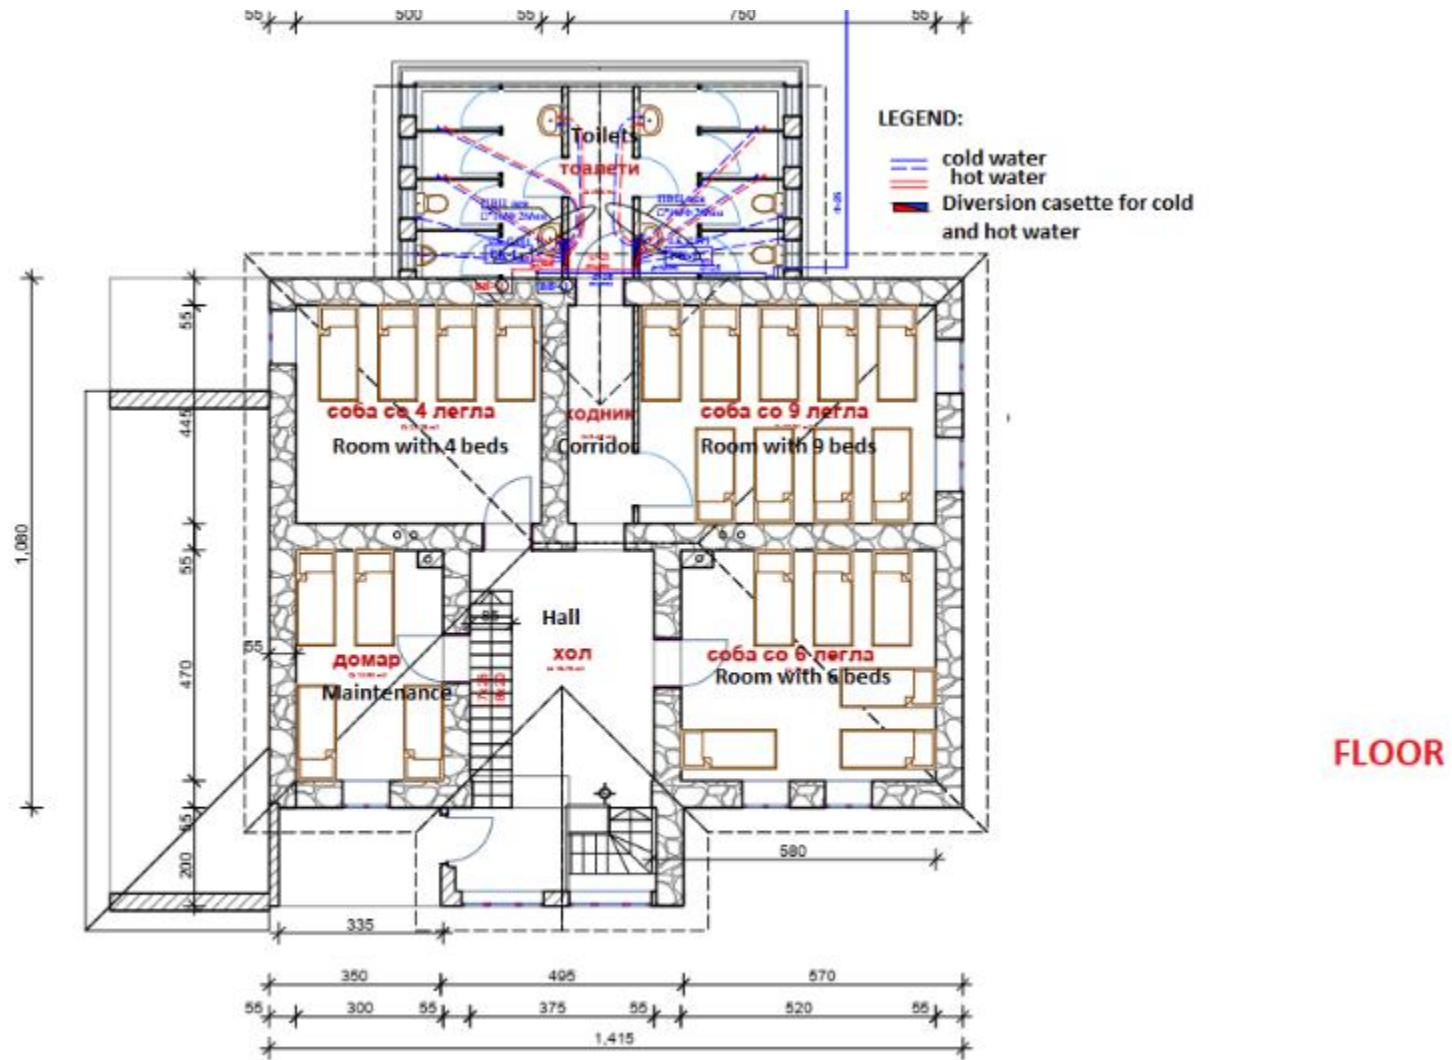 55
500
55
750
55
LEGEND:
cold water
hot water
Diversion casette for cold
and hot water
Toilets
тоалети
55
445
55
470
55
200
1,080
соба со 4 легла
Room with 4 beds
ходник
Corridor
соба со 9 легла
Room with 9 beds
85
Hall
хол
домар
Maintenance
соба со 6 легла
Room with 6 beds
55
FLOOR
580
335
350
495
570
55
300
55
375
55
520
55
1,415